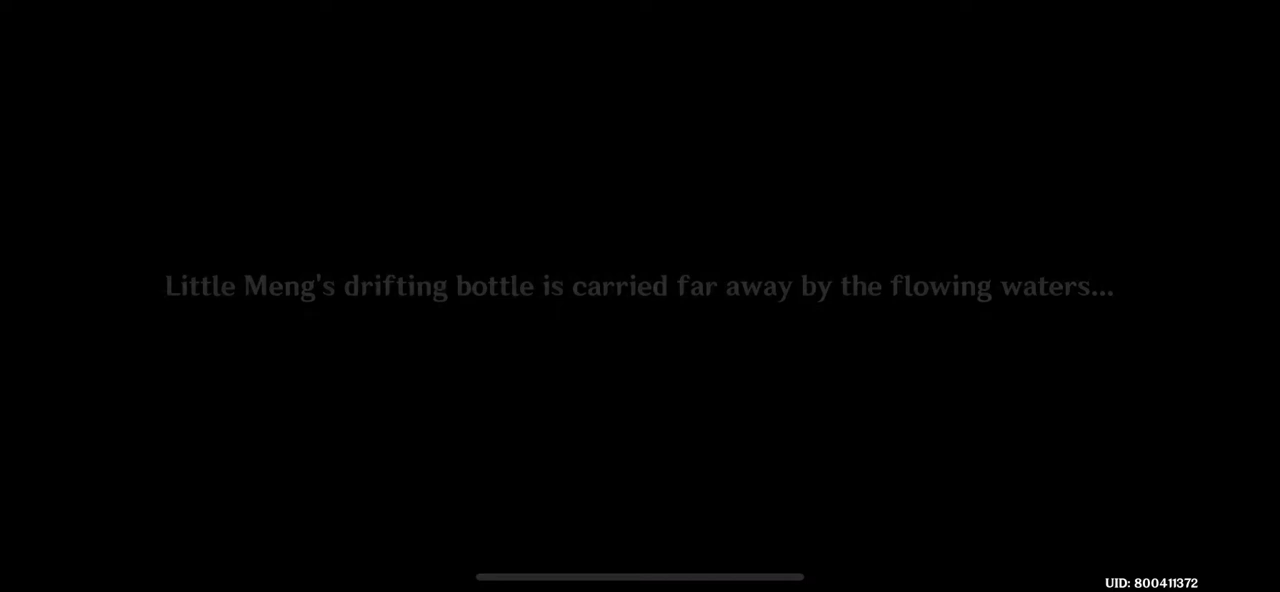 Little Meng's drifting bottle is carried far away by the flowing waters...
UID: 800411372